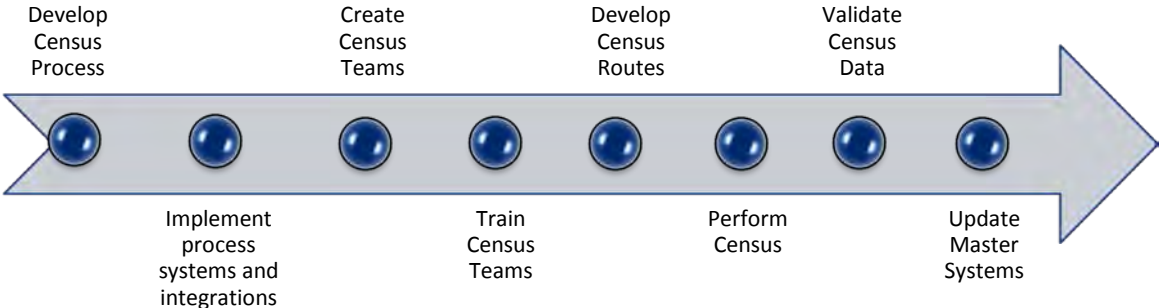 Develop
Census
Process
Implement
process
systems and
integrations
Create
Census
Teams
Train
Census
Teams
Develop
Census
Routes
Perform
Census
Validate
Census
Data
Update
Master
Systems